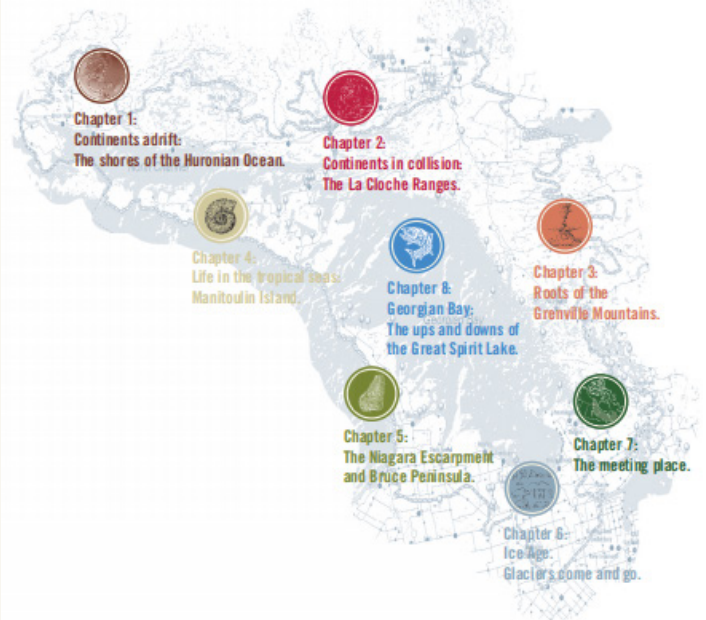 Chapter 1:
Continents adrift:
The shores of the Huronian Ocean.
Chapter 2:
Continents in collision:
The La Cloche Ranges.
Chapter 4:
Life in the tropical seas:
Manitoulin Island.
Chapter 8:
Georgian Bay:
The ups and downs of
the Great Spirit Lake.
Chapter 3:
Roots of the
Grenville Mountains.
Chapter 5:
The Niagara Escarpment
and Bruce Peninsula.
Chapter 7:
The meeting place.
Chapter 6:
Ice Age.
Glaciers come and go.